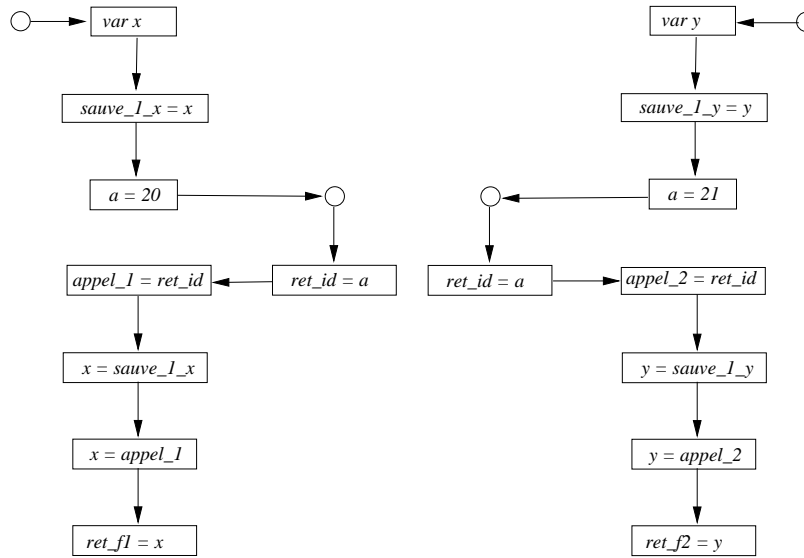 var x
var y
sauve_1_x = x
sauve_1_y = y
a = 20
a = 21
appel_1 = ret_id
ret_id = a
ret_id = a
appel_2 = ret_id
x = sauve_1_x
y = sauve_1_y
x = appel_1
y = appel_2
ret_f1 = x
ret_f2 = y